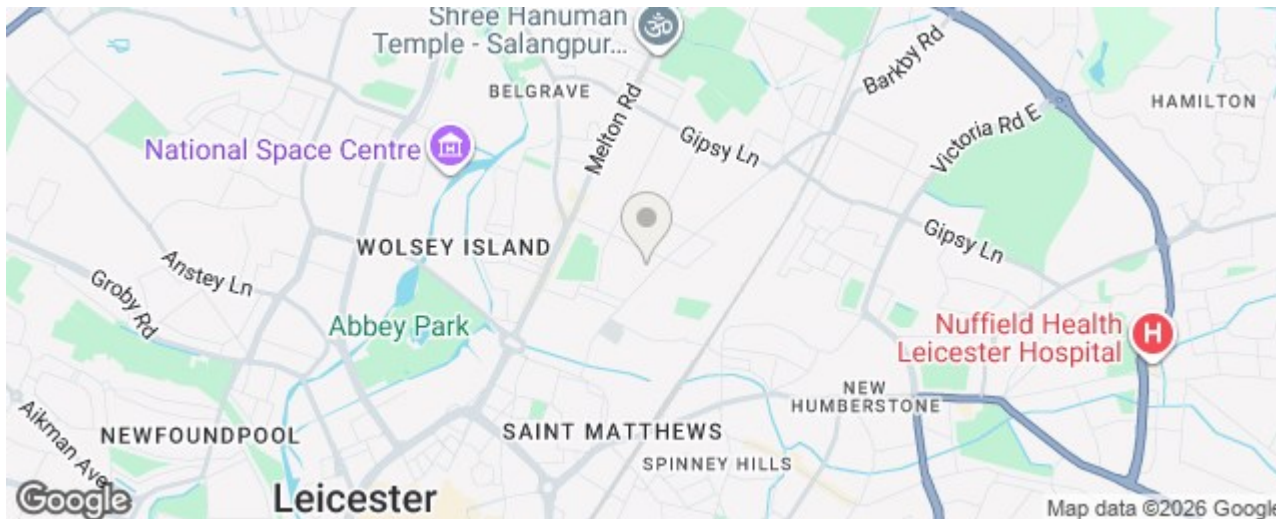 Shree Hanuman
Temple - Salangpur...
BELGRAVE
Melton Rd
Barkby Rd
HAMILTON
Victoria Rd E
Gipsy Ln
National Space Centre
WOLSEY ISLAND
Gipsy Ln
Anstey Ln
Groby Rd
Abbey Park
Nuffield Health
Leicester Hospital
H
NEW
HUMBERSTONE
Aikman Ave
NEWFOUNDPOOL
SAINT MATTHEWS
SPINNEY HILLS
Google
Leicester
Map data ©2026 Google